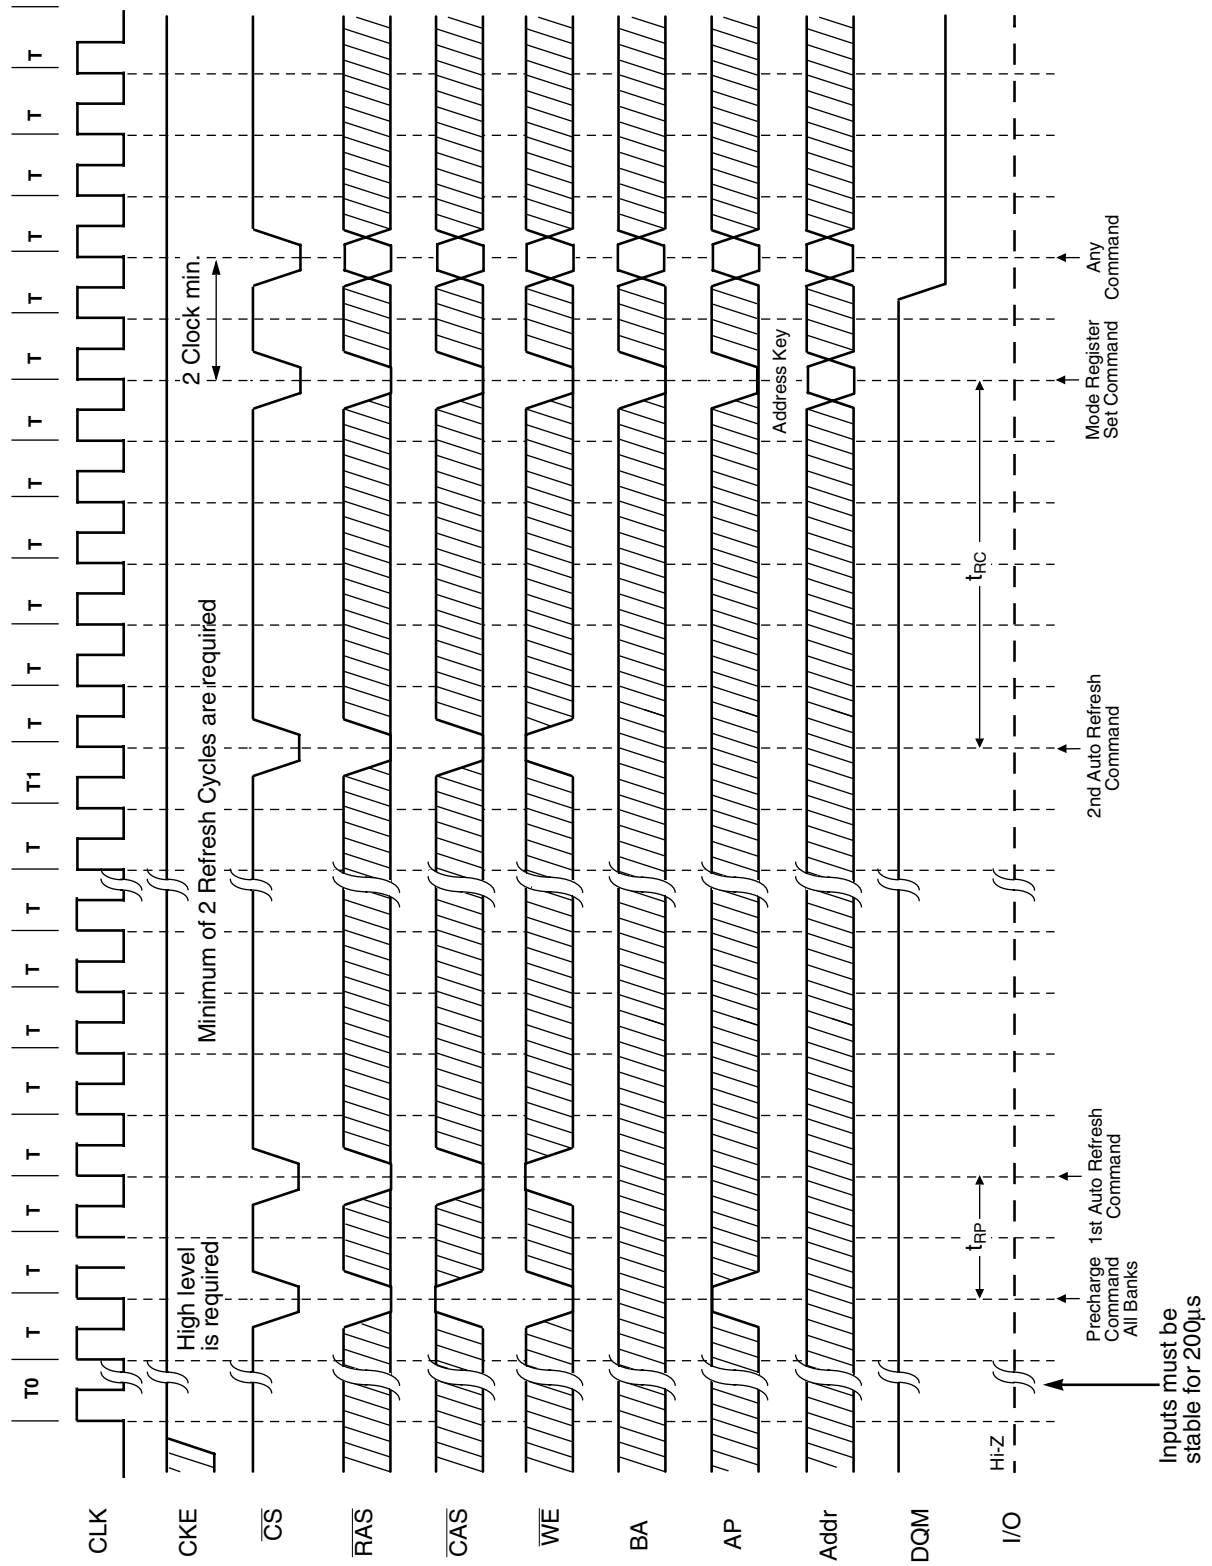 T0 T T T T T T T T T T1 T T T T T T T T T T T T
CLK
CKE
High level
is required
Minimum of 2 Refresh Cycles are required
2 Clock min.
CS
RAS
CAS
WE
BA
AP
Address Key
Addr
DQM
tRP
tRC
Hi-Z
I/O
Precharge
Command
All Banks
1st Auto Refresh
Command
2nd Auto Refresh
Command
Mode Register
Set Command
Any
Command
Inputs must be
stable for 200µs